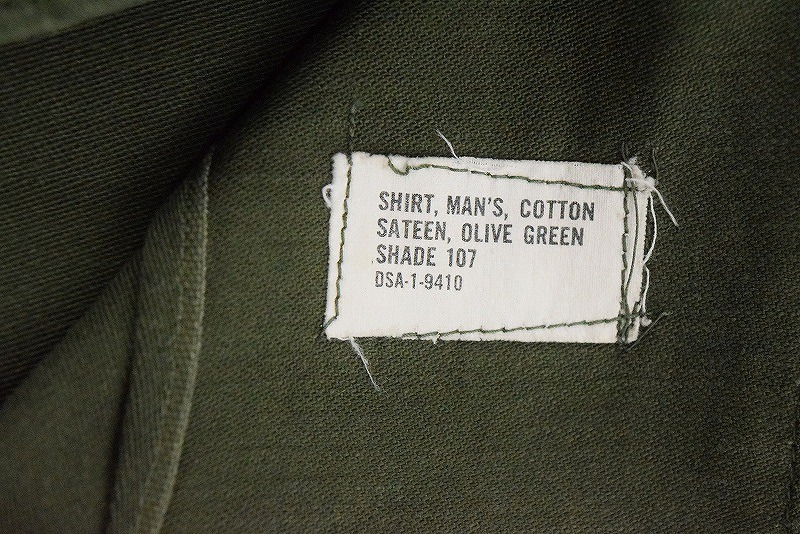 SHIRT, MAN'S, COTTON
SATEEN, OLIVE GREEN
SHADE 107
DSA-1-9410